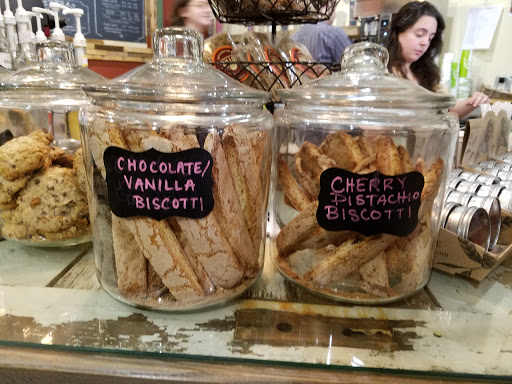 CHOCOLATE/
VANILLA
BISCOTTI
CHERRY
PISTACHIO
BISCOTTI